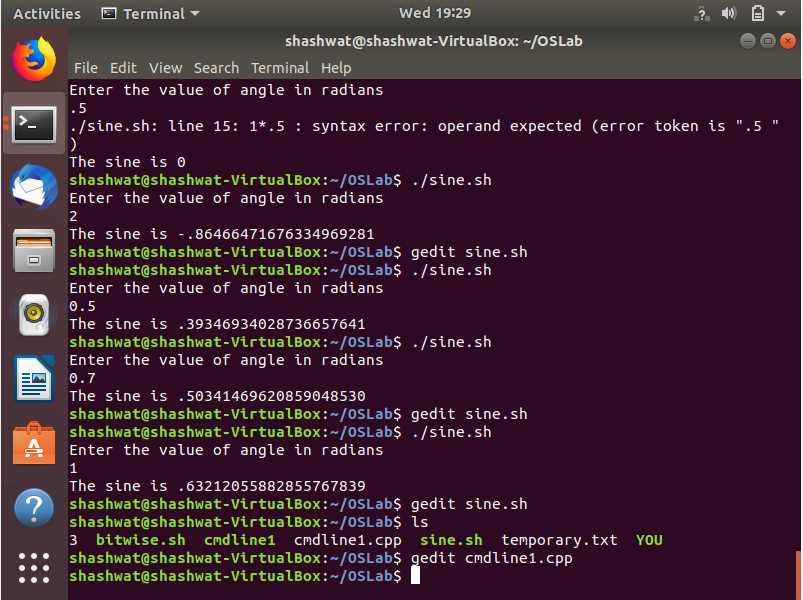 Activities Terminal Wed 19:29
shashwat@shashwat-VirtualBox: ~/OSLab
File Edit View Search Terminal Help
Enter the value of angle in radians
.5
./sine.sh: line 15: 1*.5 : syntax error: operand expected (error token is ".5 "
)
The sine is 0
shashwat@shashwat-VirtualBox:~/OSLab$ ./sine.sh
Enter the value of angle in radians
2
The sine is -.86466471676334969281
shashwat@shashwat-VirtualBox:~/OSLab$ gedit sine.sh
shashwat@shashwat-VirtualBox:~/OSLab$ ./sine.sh
Enter the value of angle in radians
0.5
The sine is .39346934028736657641
shashwat@shashwat-VirtualBox:~/OSLab$ ./sine.sh
Enter the value of angle in radians
0.7
The sine is .50341469620859048530
shashwat@shashwat-VirtualBox:~/OSLab$ gedit sine.sh
shashwat@shashwat-VirtualBox:~/OSLab$ ./sine.sh
Enter the value of angle in radians
1
The sine is .63212055882855767839
shashwat@shashwat-VirtualBox:~/OSLab$ gedit sine.sh
shashwat@shashwat-VirtualBox:~/OSLab$ ls
3 bitwise.sh cmdline1 cmdline1.cpp sine.sh temporary.txt YOU
shashwat@shashwat-VirtualBox:~/OSLab$ gedit cmdline1.cpp
shashwat@shashwat-VirtualBox:~/OSLab$